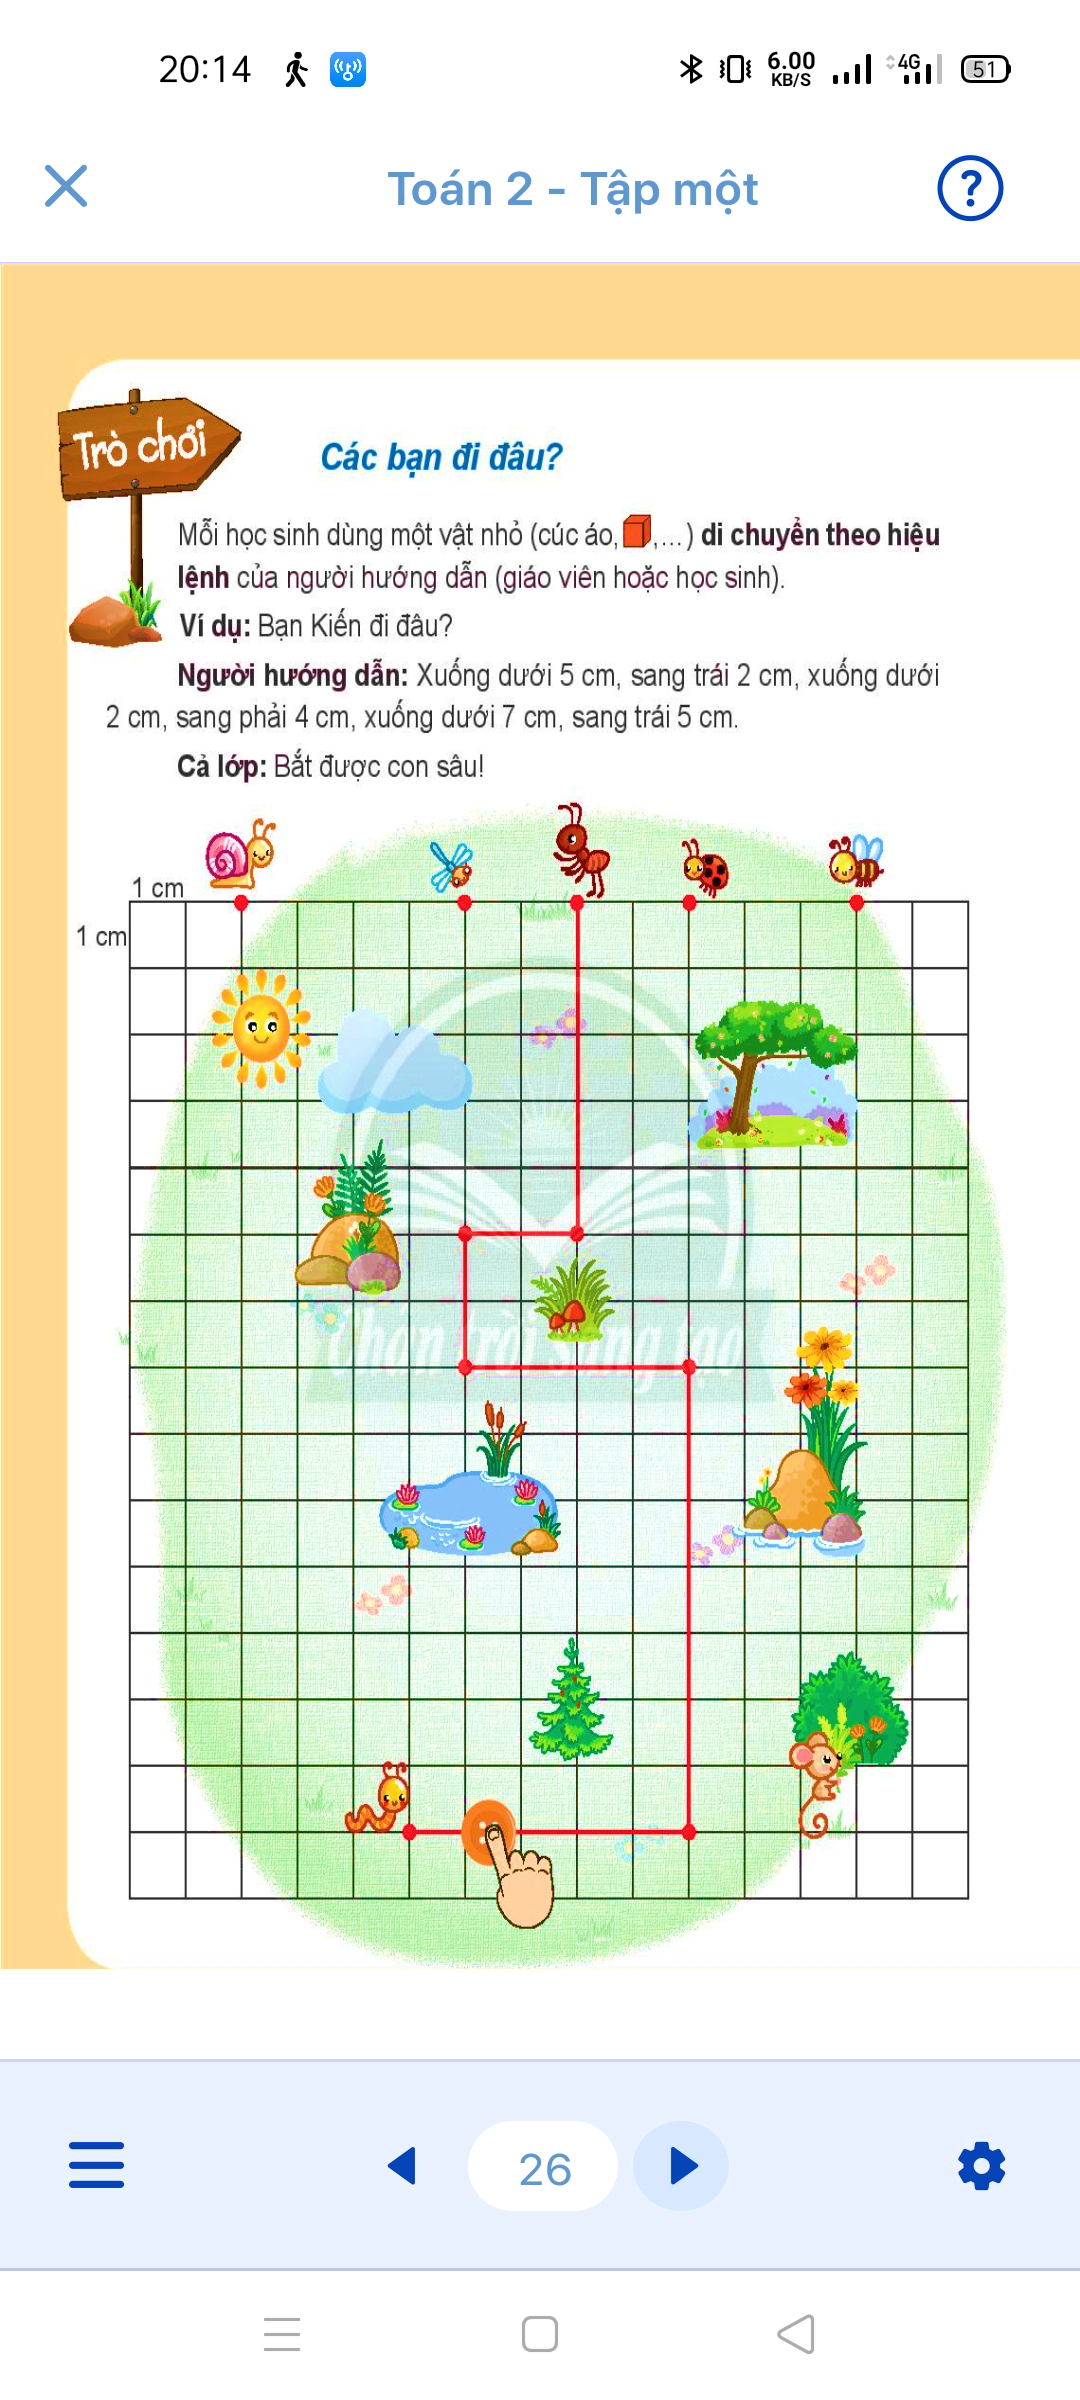 20:14
6.00
KB/S
4G
51
Toán 2 - Tập một
?
Trò chơi
Các bạn đi đâu?
Mỗi học sinh dùng một vật nhỏ (cúc áo, ,...) di chuyển theo hiệu
lệnh của người hướng dẫn (giáo viên hoặc học sinh).
Ví dụ: Bạn Kiến đi đâu?
Người hướng dẫn: Xuống dưới 5 cm, sang trái 2 cm, xuống dưới
2 cm, sang phải 4 cm, xuống dưới 7 cm, sang trái 5 cm.
Cả lớp: Bắt được con sâu!
1 cm
1 cm
Chân trời sáng tạo
26